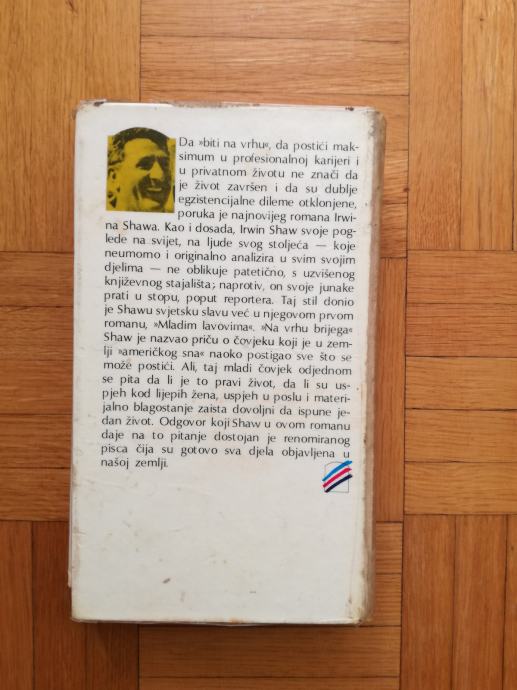 Da »biti na vrhu«, da postići mak-
simum u profesionalnoj karijeri i
u privatnom životu ne znači da
je život završen i da su dublje
egzistencijalne dileme otklonjene,
poruka je najnovijeg romana Irwi-
na Shawa. Kao i dosada, Irwin Shaw svoje pog-
lede na svijet, na ljude svog stoljeća — koje
neumorno i originalno analizira u svim svojim
djelima — ne oblikuje patetično, s uzvišenog
književnog stajališta; naprotiv, on svoje junake
prati u stopu, poput reportera. Taj stil donio
je Shawu svjetsku slavu već u njegovom prvom
romanu, »Mladim lavovima«. »Na vrhu brijega«
Shaw je nazvao priču o čovjeku koji je u zem-
lji »američkog sna« naoko postigao sve što se
može postići. Ali, taj mladi čovjek odjednom
se pita da li je to pravi život, da li su us-
pjeh kod lijepih žena, uspjeh u poslu i materi-
jalno blagostanje zaista dovoljni da ispune je-
dan život. Odgovor koji Shaw u ovom romanu
daje na to pitanje dostojan je renomiranog
pisca čija su gotovo sva djela objavljena u
našoj zemlji.